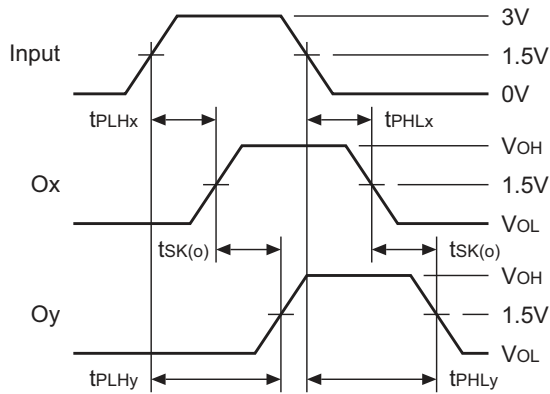 3V
Input
1.5V
0V
tPLHx
tPHLx
VOH
Ox
1.5V
VOL
tSK(o)
tSK(o)
VOH
Oy
1.5V
VOL
tPLHy
tPHLy